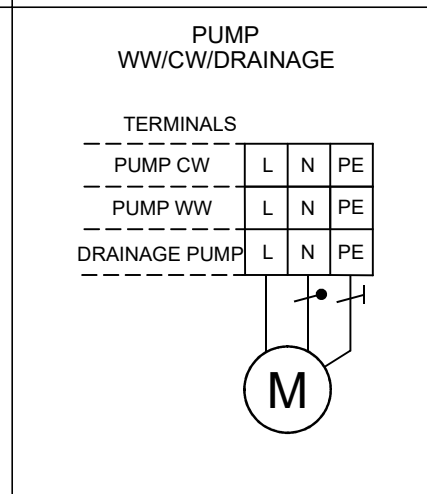 PUMP
WW/CW/DRAINAGE
TERMINALS
PUMP CW L N PE
PUMP WW L N PE
DRAINAGE PUMP L N PE
M